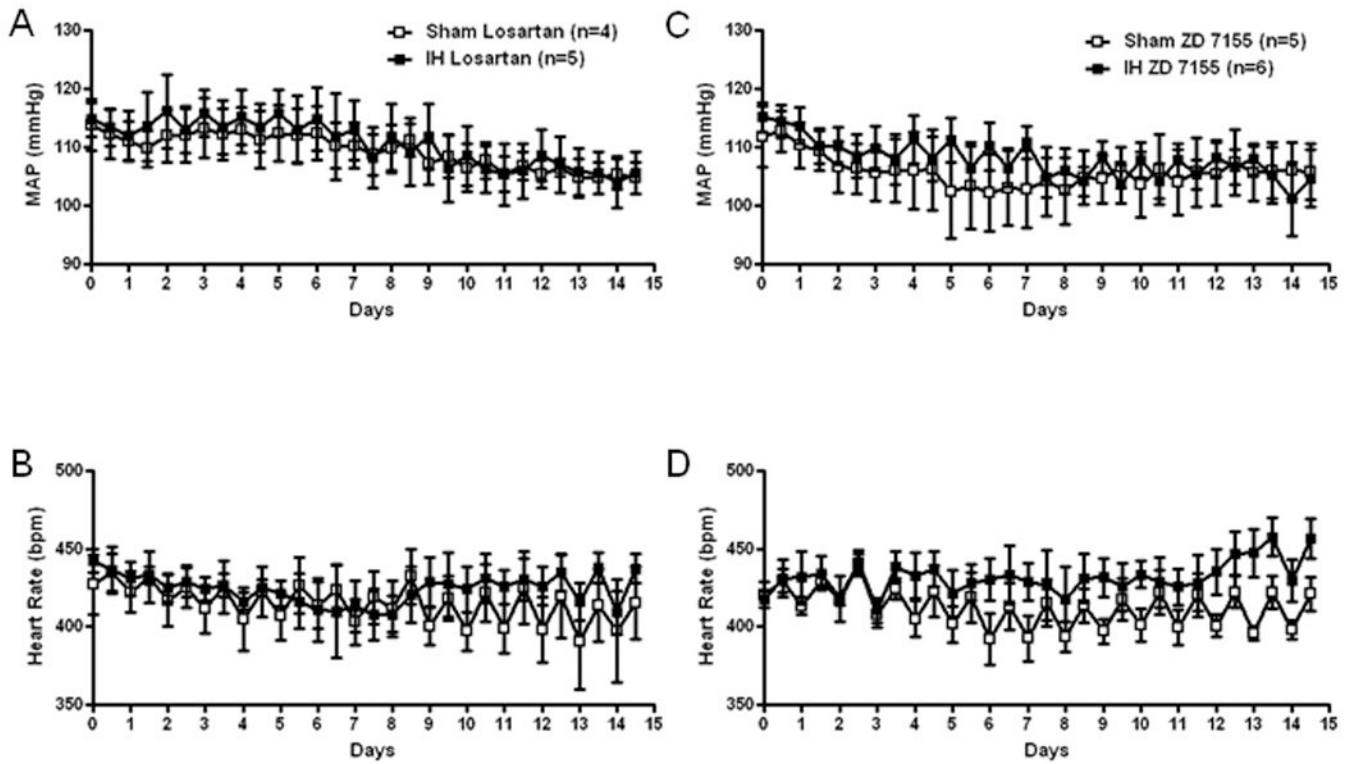 A
MAP (mmHg)
130
120
110
100
90
Sham Losartan (n=4)
IH Losartan (n=5)
0 1 2 3 4 5 6 7 8 9 10 11 12 13 14 15
Days
C
MAP (mmHg)
130
120
110
100
90
Sham ZD 7155 (n=5)
IH ZD 7155 (n=6)
0 1 2 3 4 5 6 7 8 9 10 11 12 13 14 15
Days
B
Heart Rate (bpm)
500
450
400
350
0 1 2 3 4 5 6 7 8 9 10 11 12 13 14 15
Days
D
Heart Rate (bpm)
500
450
400
350
0 1 2 3 4 5 6 7 8 9 10 11 12 13 14 15
Days